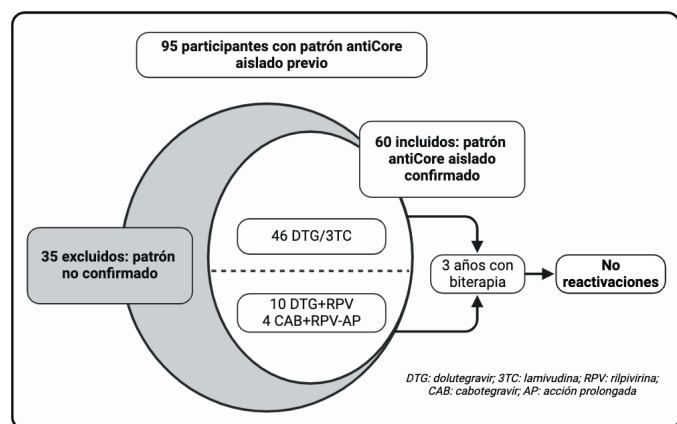 95 participantes con patrón antiCore
aislado previo
60 incluidos: patrón
antiCore aislado
confirmado
35 excluidos: patrón
no confirmado
46 DTG/3TC
10 DTG+RPV
4 CAB+RPV-AP
3 años con
biterapia
No
reactivaciones
DTG: dolutegravir; 3TC: lamivudina; RPV: rilpivirina;
CAB: cabotegravir; AP: acción prolongada